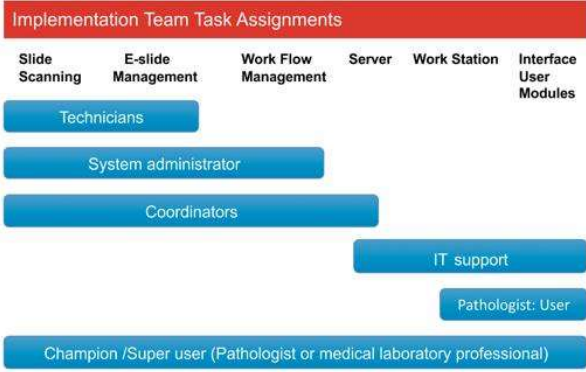 Implementation Team Task Assignments
Slide Scanning
E-slide Management
Work Flow Management
Server
Work Station
Interface User Modules
Technicians
System administrator
Coordinators
IT support
Pathologist: User
Champion /Super user (Pathologist or medical laboratory professional)